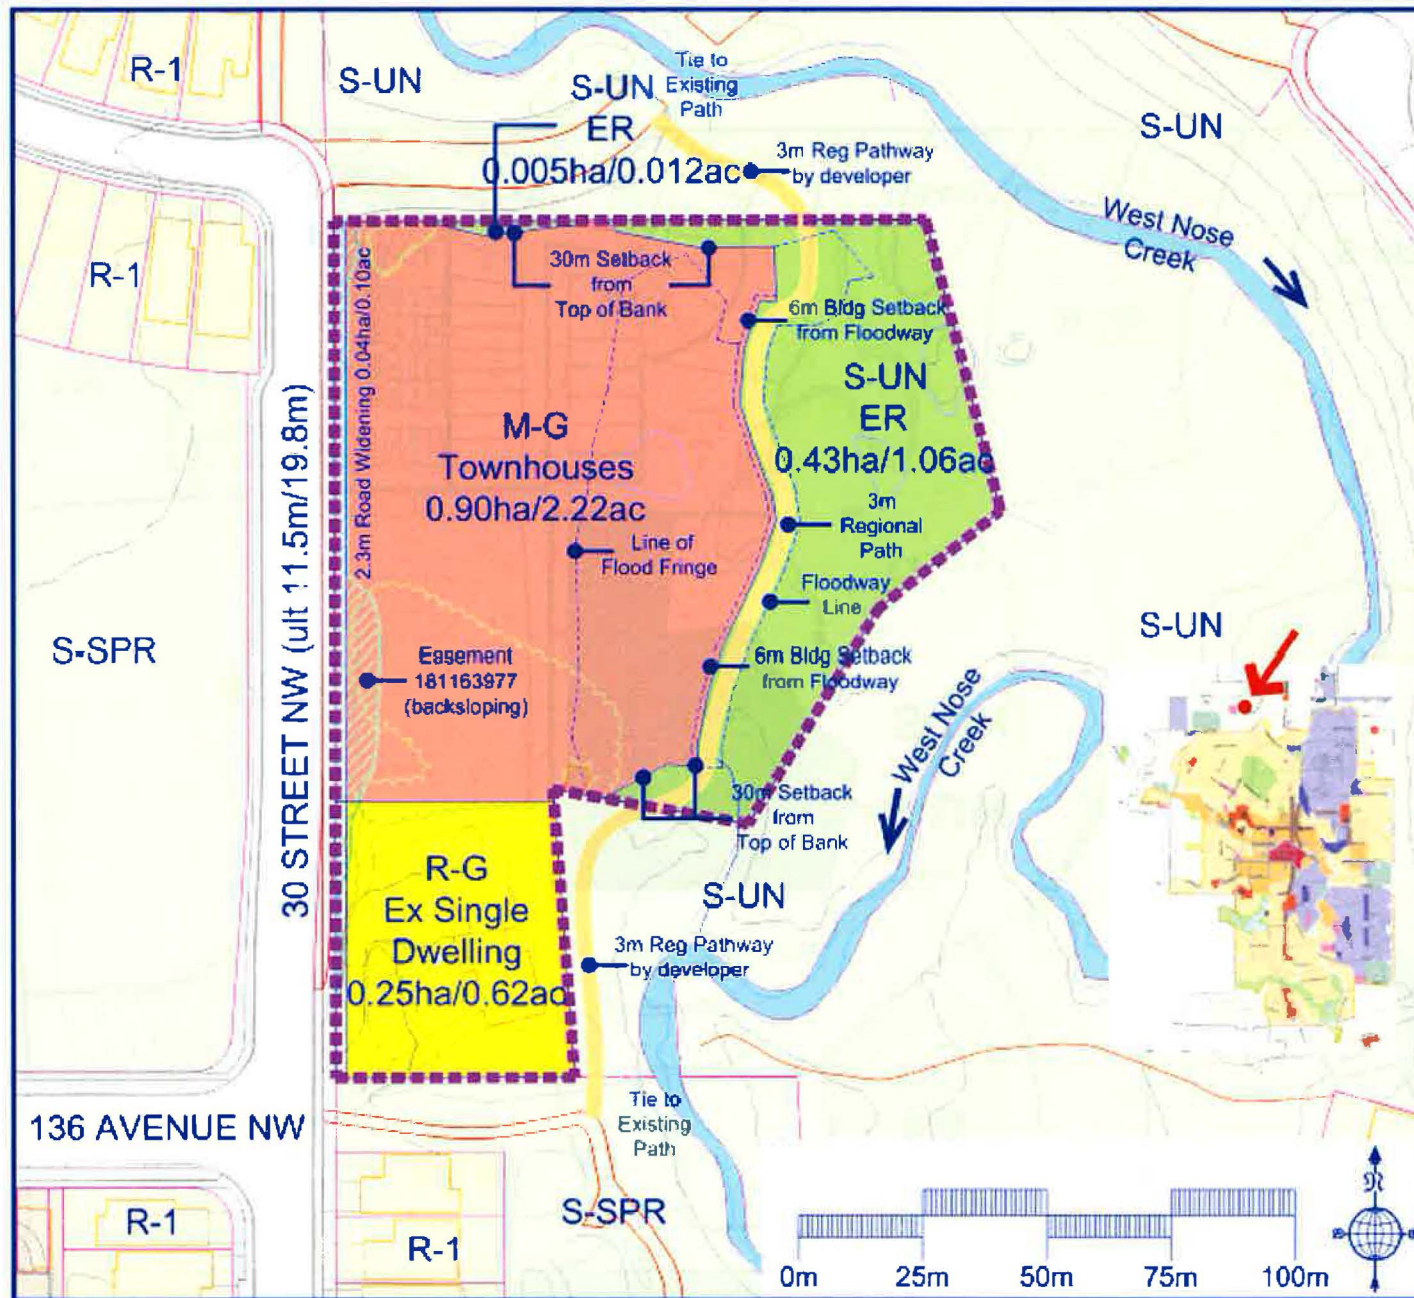 R-1
S-UN
S-UN
ER
0.005ha/0.012ac
Tie to
Existing
Path
S-UN
3m Reg Pathway
by developer
R-1
West Nose
Creek
30m Setback
from
Top of Bank
2.3m Road Widening 0.04ha/0.10ac
6m Bldg Setback
from Floodway
S-UN
ER
0.43ha/1.06ac
M-G
Townhouses
0.90ha/2.22ac
3m
Regional
Path
Line of
Flood Fringe
Floodway
Line
30 STREET NW (ult 11.5m/19.8m)
S-SPR
S-UN
Easement
181163977
(backsloping)
6m Bldg Setback
from Floodway
West Nose
Creek
30m Setback
from
Top of Bank
R-G
Ex Single
Dwelling
0.25ha/0.62ac
S-UN
3m Reg Pathway
by developer
136 AVENUE NW
Tie to
Existing
Path
S-SPR
R-1
R-1
0m 25m 50m 75m 100m